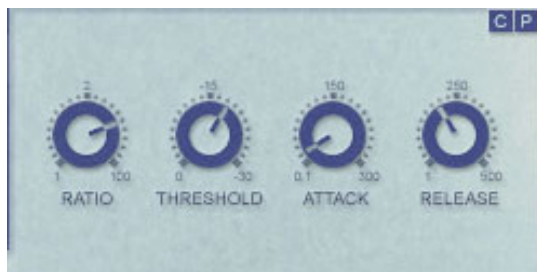 C P
2 -15 150 250
1 100 0 -30 0.1 300 1 500
RATIO THRESHOLD ATTACK RELEASE